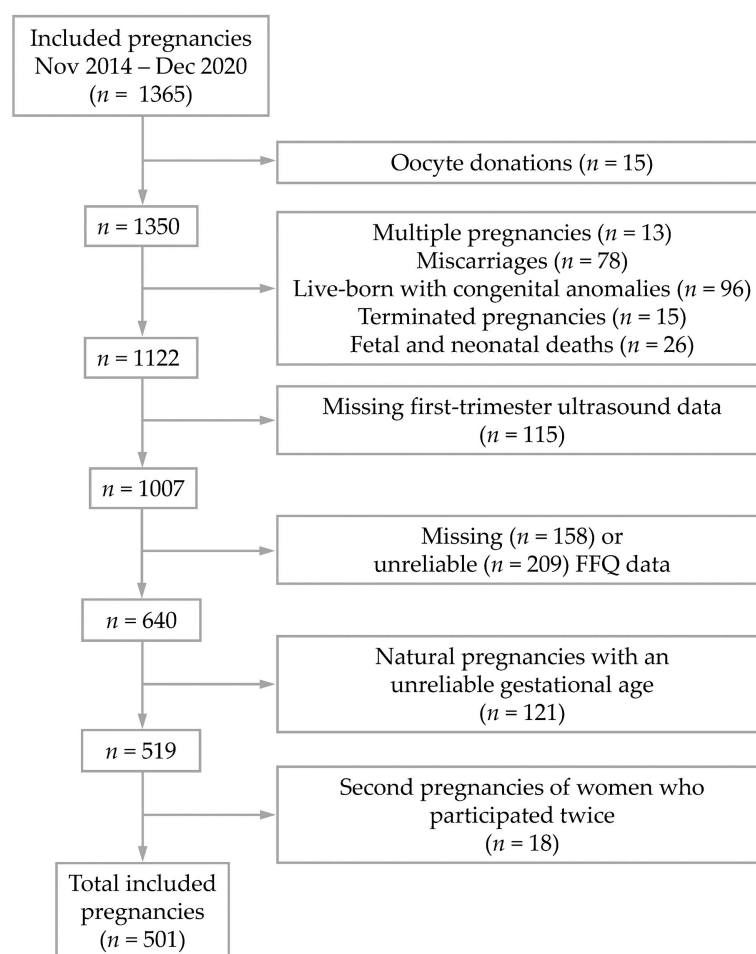 Included pregnancies
Nov 2014 – Dec 2020
(n = 1365)
Oocyte donations (n = 15)
n = 1350
Multiple pregnancies (n = 13)
Miscarriages (n = 78)
Live-born with congenital anomalies (n = 96)
Terminated pregnancies (n = 15)
Fetal and neonatal deaths (n = 26)
n = 1122
Missing first-trimester ultrasound data
(n = 115)
n = 1007
Missing (n = 158) or
unreliable (n = 209) FFQ data
n = 640
Natural pregnancies with an
unreliable gestational age
(n = 121)
n = 519
Second pregnancies of women who
participated twice
(n = 18)
Total included
pregnancies
(n = 501)